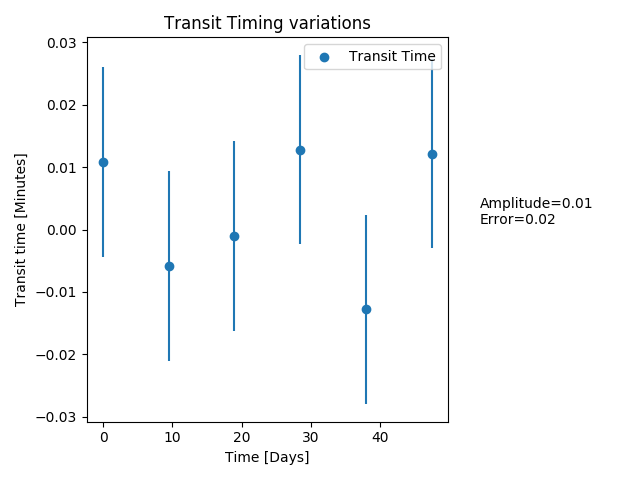 Transit Timing variations
Transit Time
Transit time [Minutes]
0.03
0.02
0.01
0.00
−0.01
−0.02
−0.03
Amplitude=0.01
Error=0.02
0 10 20 30 40
Time [Days]